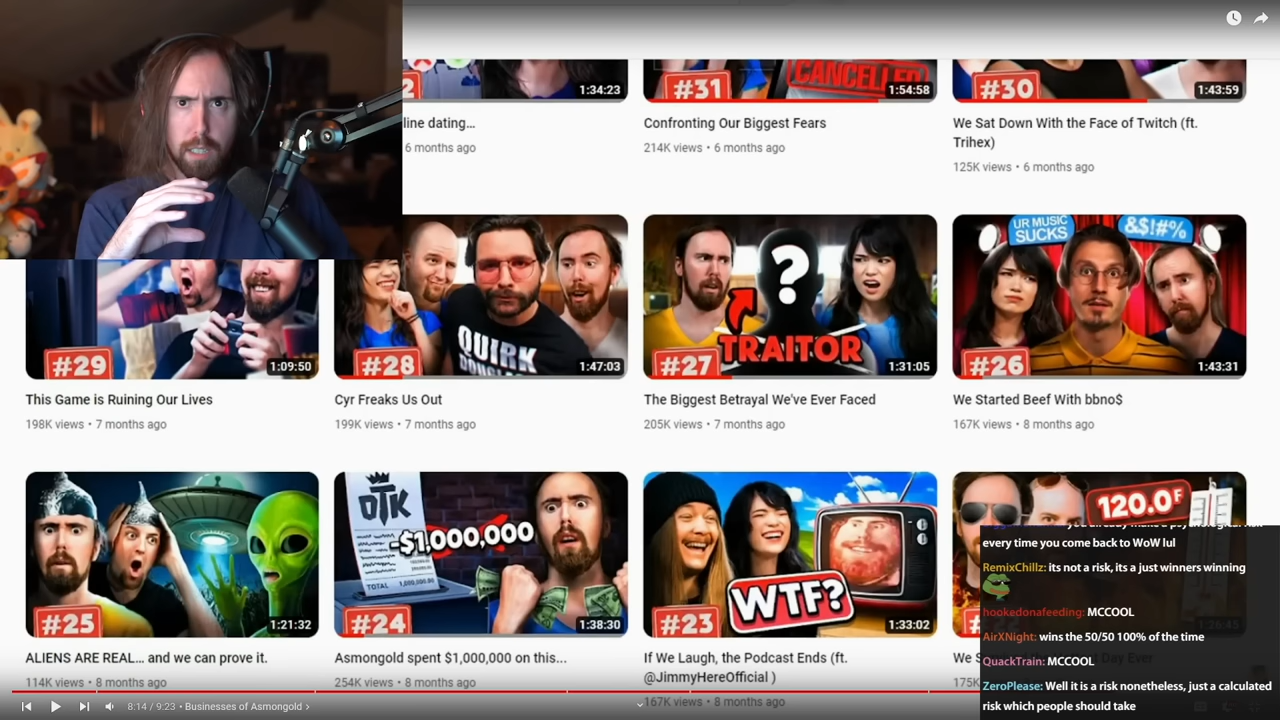 2
1:34:23
#31
CANCELLED
1:54:58
#30
1:43:59
line dating...
Confronting Our Biggest Fears
We Sat Down With the Face of Twitch (ft.
Trihex)
6 months ago
214K views • 6 months ago
125K views • 6 months ago
#29
1:09:50
QUIRK
#28
1:47:03
?
TRAITOR
#27
1:31:05
UR MUSIC
SUCKS
&$!#%
#26
1:43:31
This Game is Ruining Our Lives
Cyr Freaks Us Out
The Biggest Betrayal We've Ever Faced
We Started Beef With bbno$
198K views • 7 months ago
199K views • 7 months ago
205K views • 7 months ago
167K views • 8 months ago
#25
1:21:32
OTK
-$1,000,000
TOTAL 1,000,000
#24
1:38:30
WTF?
#23
1:33:02
120.0F
ALIENS ARE REAL... and we can prove it.
Asmongold spent $1,000,000 on this...
If We Laugh, the Podcast Ends (ft.
@JimmyHereOfficial )
114K views • 8 months ago
254K views • 8 months ago
167K views • 8 months ago
175K
every time you come back to WoW lul
RemixChillz: its not a risk, its a just winners winning
hookedonafeeding: MCCOOL
AirXNight: wins the 50/50 100% of the time
QuackTrain: MCCOOL
ZeroPlease: Well it is a risk nonetheless, just a calculated
risk which people should take
8:14 / 9:23 • Businesses of Asmongold